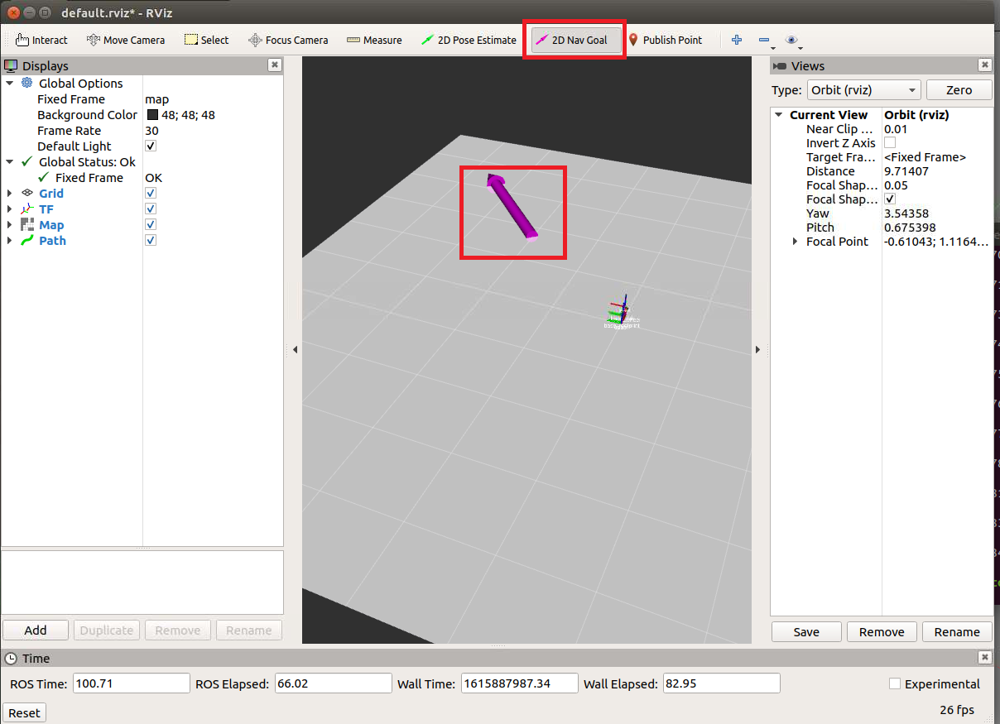 default.rviz* - RViz
Interact Move Camera Select Focus Camera Measure 2D Pose Estimate 2D Nav Goal Publish Point
Displays
Global Options
Fixed Frame map
Background Color 48; 48; 48
Frame Rate 30
Default Light
Global Status: Ok
Fixed Frame OK
Grid
TF
Map
Path
Add Duplicate Remove Rename
Views
Type: Orbit (rviz) Zero
Current View Orbit (rviz)
Near Clip ... 0.01
Invert Z Axis
Target Fra... <Fixed Frame>
Distance 9.71407
Focal Shap... 0.05
Focal Shap...
Yaw 3.54358
Pitch 0.675398
Focal Point -0.61043; 1.1164...
Save Remove Rename
Time
ROS Time: 100.71 ROS Elapsed: 66.02 Wall Time: 1615887987.34 Wall Elapsed: 82.95 Experimental
Reset 26 fps